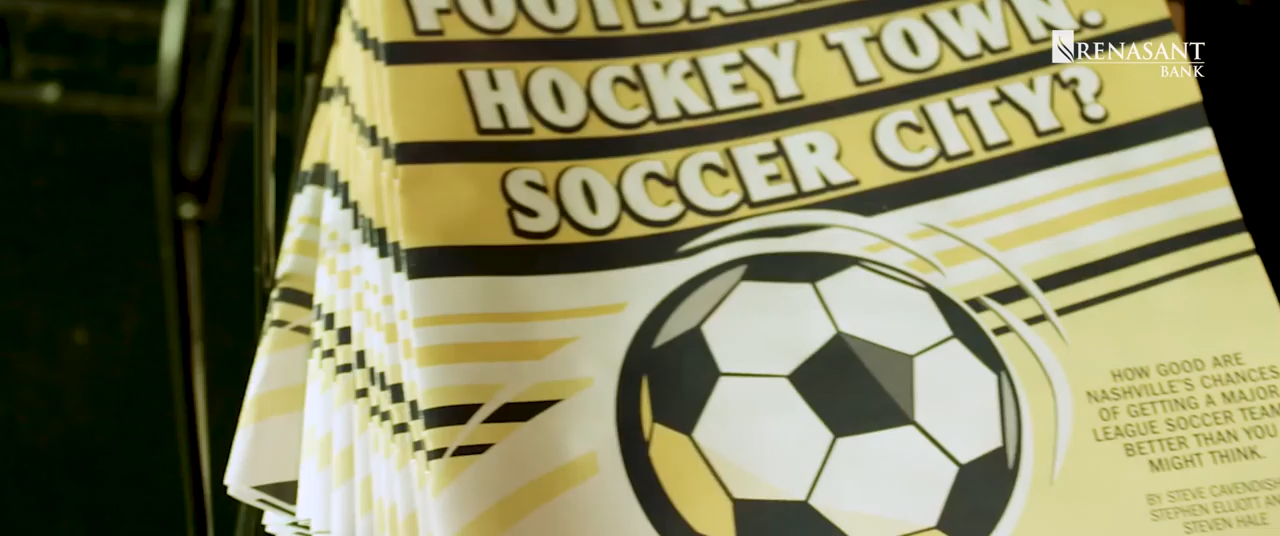 HOCKEY TOWN.
SOCCER CITY?
RENASANT
BANK
HOW GOOD ARE
NASHVILLE'S CHANCES
OF GETTING A MAJOR
LEAGUE SOCCER TEAM
BETTER THAN YOU
MIGHT THINK.
BY STEVE CAVENDISH
STEPHEN ELLIOTT AND
STEVEN HALE